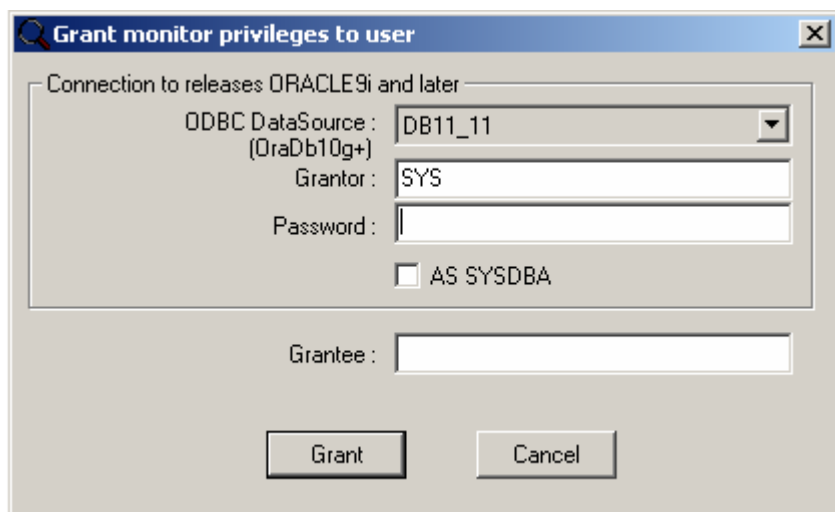 Grant monitor privileges to user
Connection to releases ORACLE9i and later
ODBC DataSource : DB11_11
(OraDb10g+)
Grantor : SYS
Password :
AS SYSDBA
Grantee :
Grant Cancel